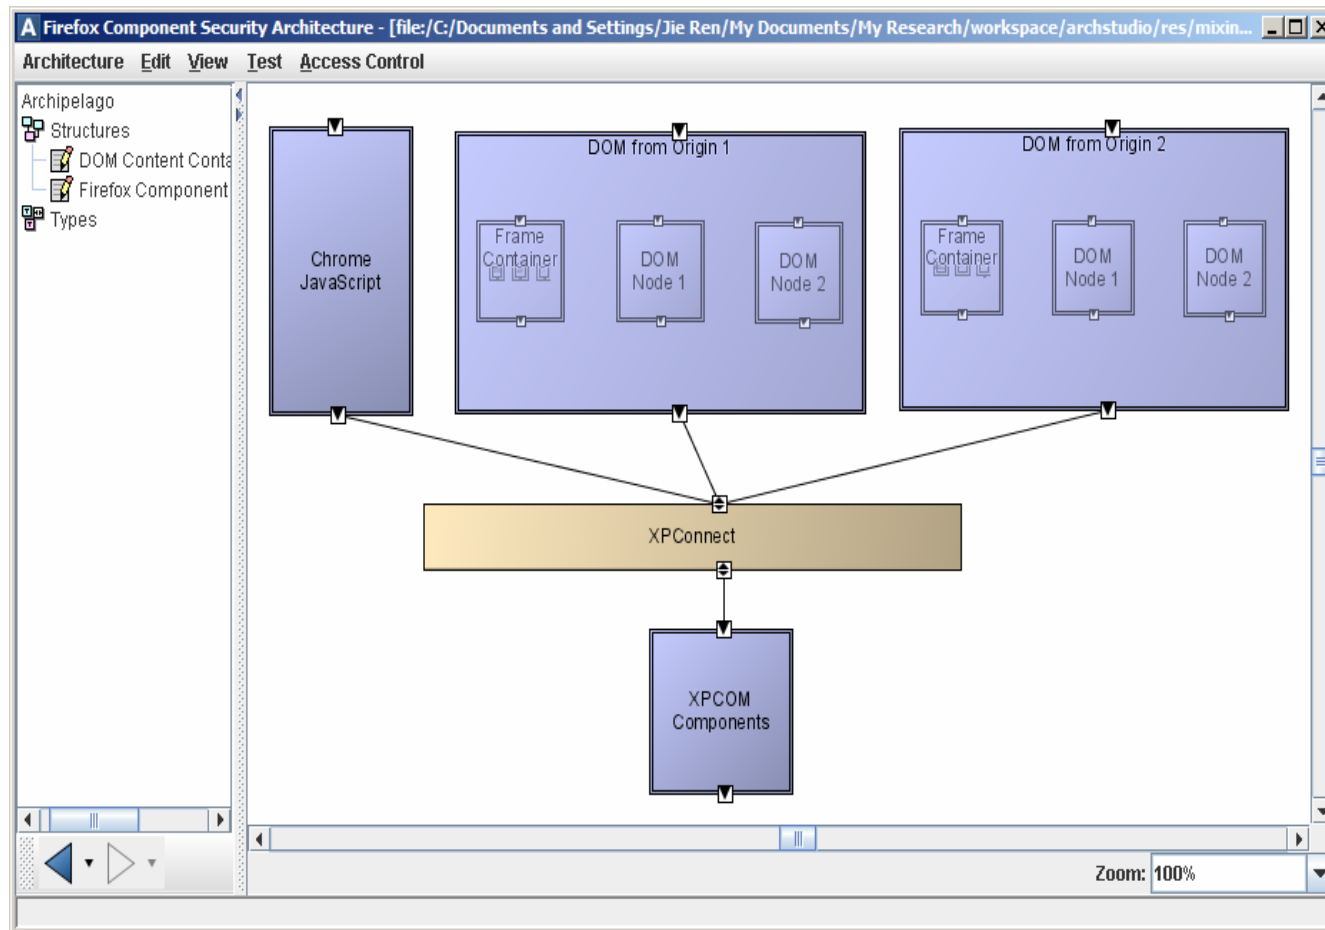 A Firefox Component Security Architecture - [file:/C:/Documents and Settings/Jie Ren/My Documents/My Research/workspace/archstudio/res/mixin...
Architecture Edit View Test Access Control
Archipelago
Structures
DOM Content Conta
Firefox Component
Types
Chrome
JavaScript
DOM from Origin 1
Frame
Container
DOM
Node 1
DOM
Node 2
DOM from Origin 2
Frame
Container
DOM
Node 1
DOM
Node 2
XPConnect
XPCOM
Components
Zoom: 100%